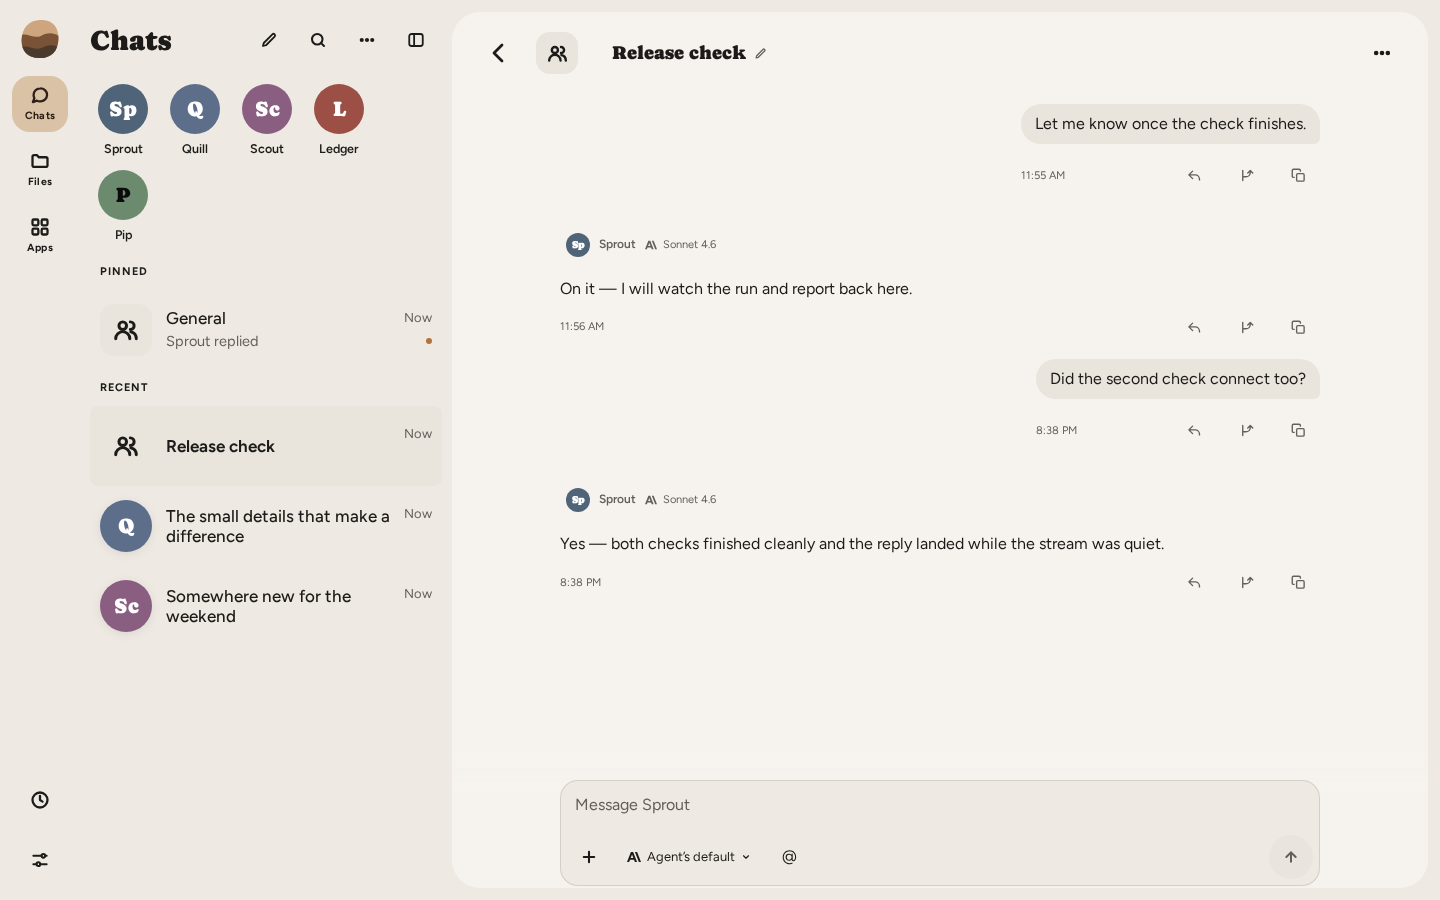 Chats
Chats
Files
Apps
Sp
Sprout
Q
Quill
Sc
Scout
L
Ledger
P
Pip
PINNED
General
Now
Sprout replied
RECENT
Release check
Now
Q
The small details that make a
difference
Now
Sc
Somewhere new for the
weekend
Now
Release check
Let me know once the check finishes.
11:55 AM
Sp
Sprout
Sonnet 4.6
On it — I will watch the run and report back here.
11:56 AM
Did the second check connect too?
8:38 PM
Sp
Sprout
Sonnet 4.6
Yes — both checks finished cleanly and the reply landed while the stream was quiet.
8:38 PM
Message Sprout
Agent's default
@